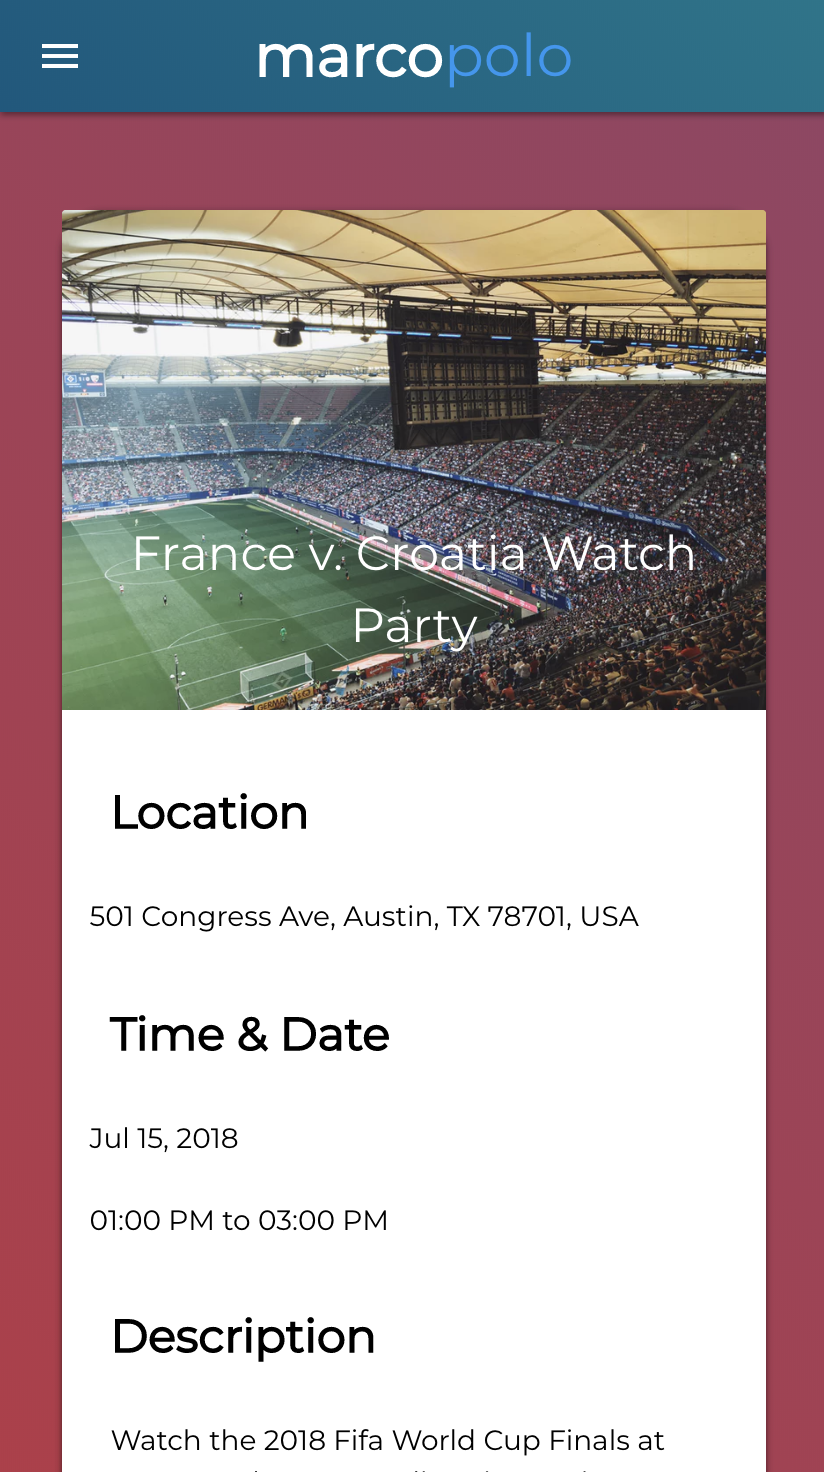 marcopolo
France v. Croatia Watch
Party
Location
501 Congress Ave, Austin, TX 78701, USA
Time & Date
Jul 15, 2018
01:00 PM to 03:00 PM
Description
Watch the 2018 Fifa World Cup Finals at